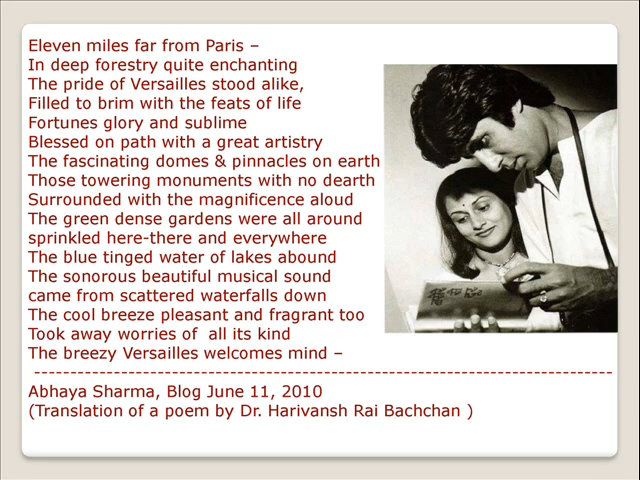 Eleven miles far from Paris –
In deep forestry quite enchanting
The pride of Versailles stood alike,
Filled to brim with the feats of life
Fortunes glory and sublime
Blessed on path with a great artistry
The fascinating domes & pinnacles on earth
Those towering monuments with no dearth
Surrounded with the magnificence aloud
The green dense gardens were all around
sprinkled here-there and everywhere
The blue tinged water of lakes abound
The sonorous beautiful musical sound
came from scattered waterfalls down
The cool breeze pleasant and fragrant too
Took away worries of  all its kind
The breezy Versailles welcomes mind –
--------------------------------------------------------------------------------
Abhaya Sharma, Blog June 11, 2010
(Translation of a poem by Dr. Harivansh Rai Bachchan )